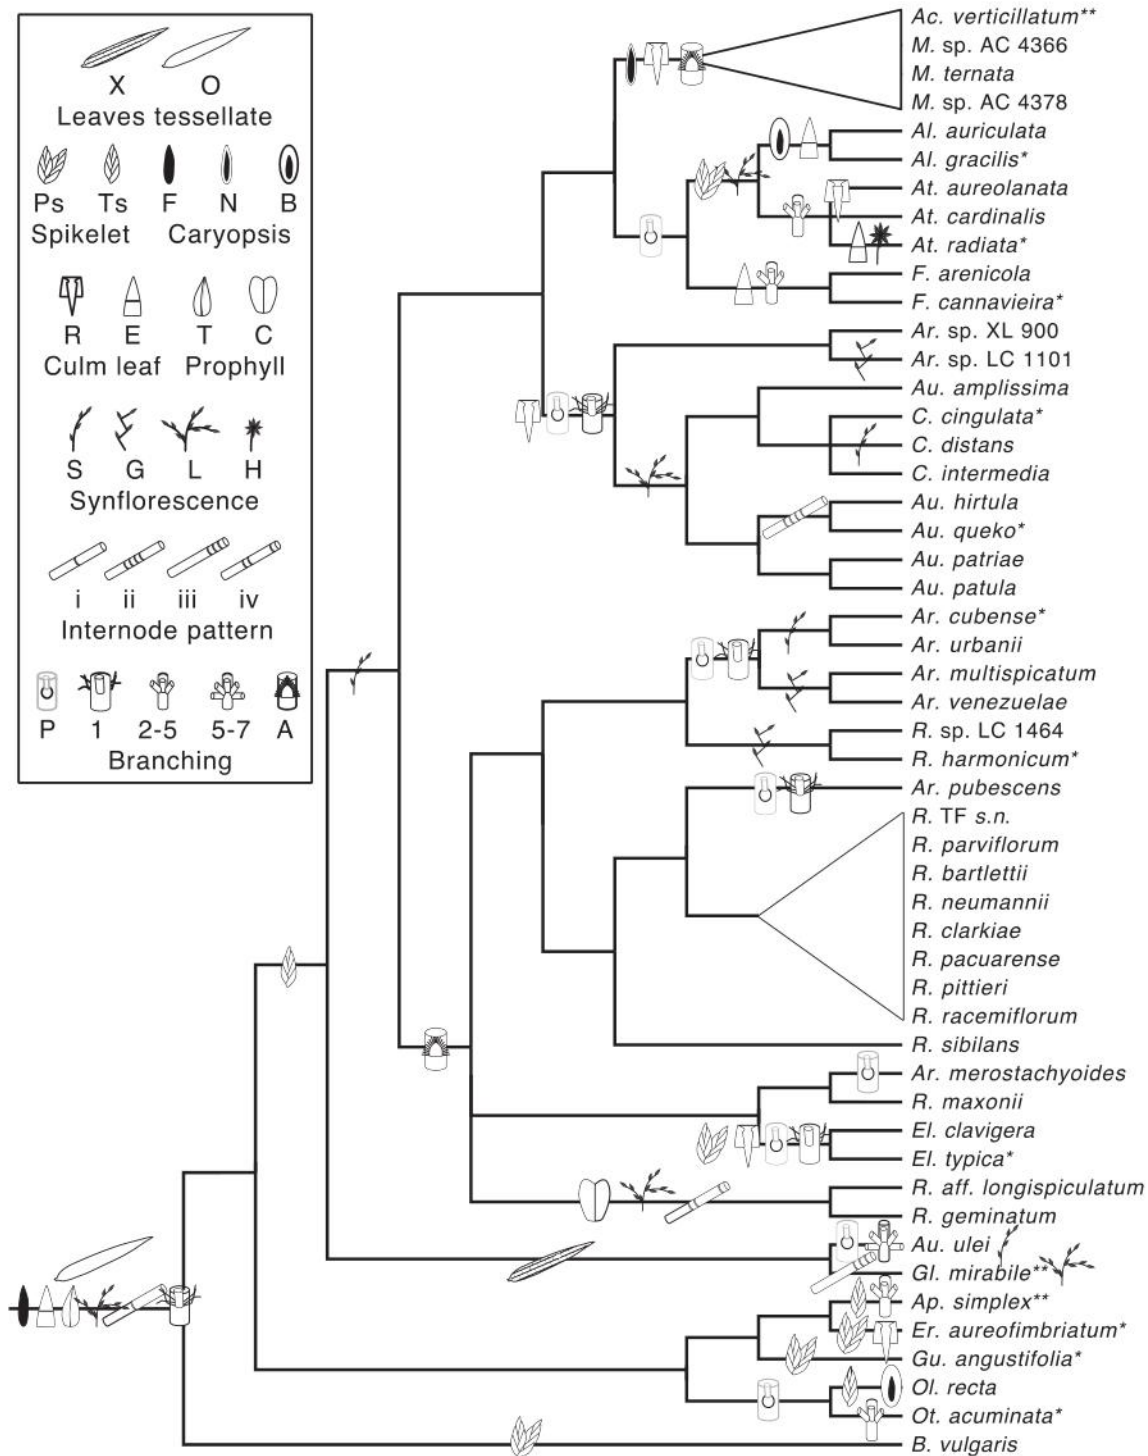 X O
Leaves tessellate
Ps Ts F N B
Spikelet Caryopsis
R E T C
Culm leaf Prophyll
S G L H
Synflorescence
i ii iii iv
Internode pattern
P 1 2-5 5-7 A
Branching
Ac. verticillatum**
M. sp. AC 4366
M. ternata
M. sp. AC 4378
Al. auriculata
Al. gracilis*
At. aureolanata
At. cardinalis
At. radiata*
F. arenicola
F. cannavieira*
Ar. sp. XL 900
Ar. sp. LC 1101
Au. amplissima
C. cingulata*
C. distans
C. intermedia
Au. hirtula
Au. queko*
Au. patriae
Au. patula
Ar. cubense*
Ar. urbanii
Ar. multispicatum
Ar. venezuelae
R. sp. LC 1464
R. harmonicum*
Ar. pubescens
R. TF s.n.
R. parviflorum
R. bartlettii
R. neumannii
R. clarkiae
R. pacuarense
R. pittieri
R. racemiflorum
R. sibilans
Ar. merostachyoides
R. maxonii
El. clavigera
El. typica*
R. aff. longispiculatum
R. geminatum
Au. ulei
Gl. mirabile**
Ap. simplex**
Er. aureofimbriatum*
Gu. angustifolia*
Ol. recta
Ot. acuminata*
B. vulgaris